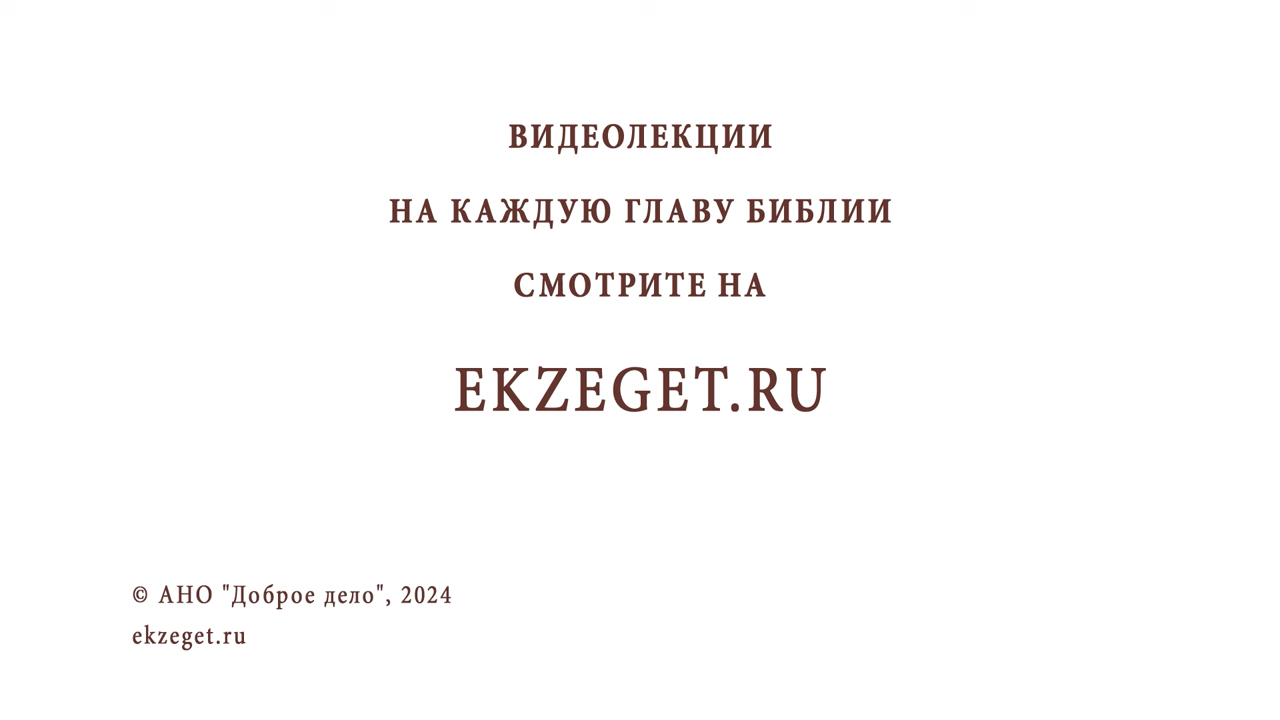 ВИДЕОЛЕКЦИИ
НА КАЖДУЮ ГЛАВУ БИБЛИИ
СМОТРИТЕ НА
EKZEGET.RU
© АНО "Доброе дело", 2024
ekzeget.ru